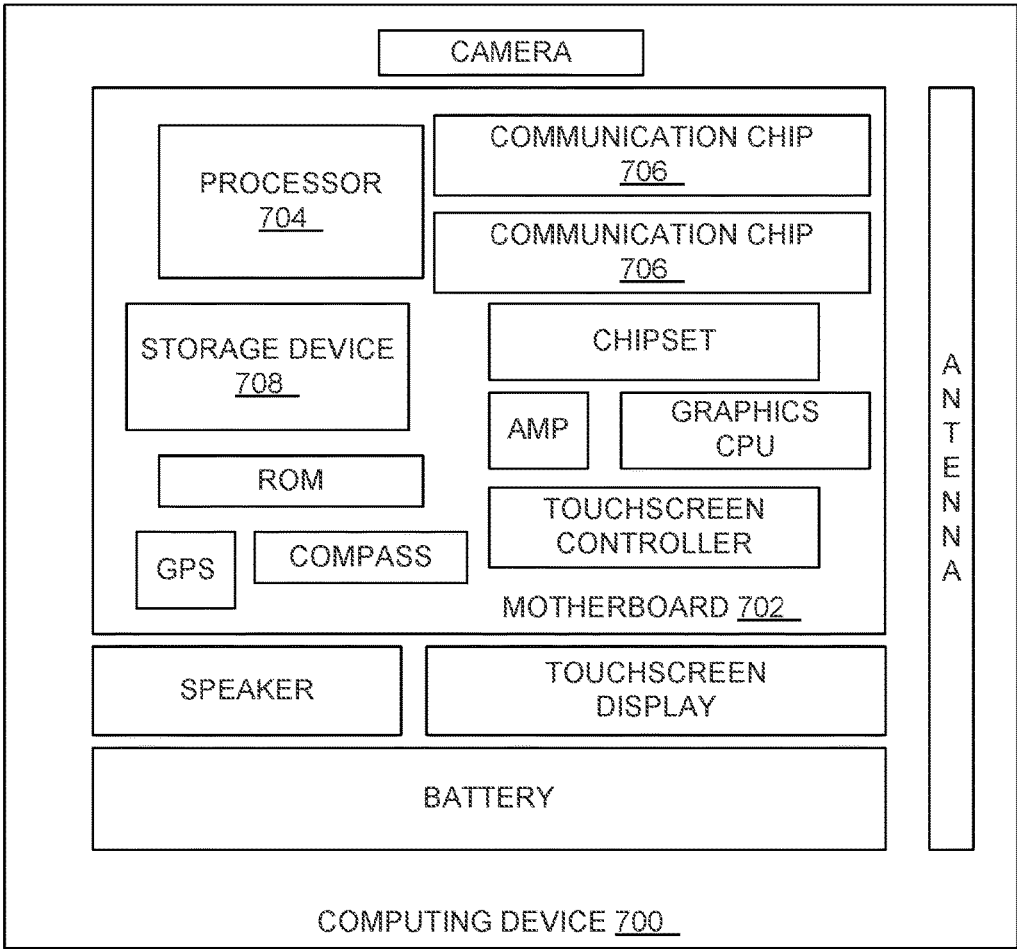 CAMERA
PROCESSOR
704
COMMUNICATION CHIP
706
COMMUNICATION CHIP
706
STORAGE DEVICE
708
CHIPSET
AMP
GRAPHICS
CPU
ROM
TOUCHSCREEN
CONTROLLER
GPS
COMPASS
MOTHERBOARD 702
ANTENNA
SPEAKER
TOUCHSCREEN
DISPLAY
BATTERY
COMPUTING DEVICE 700